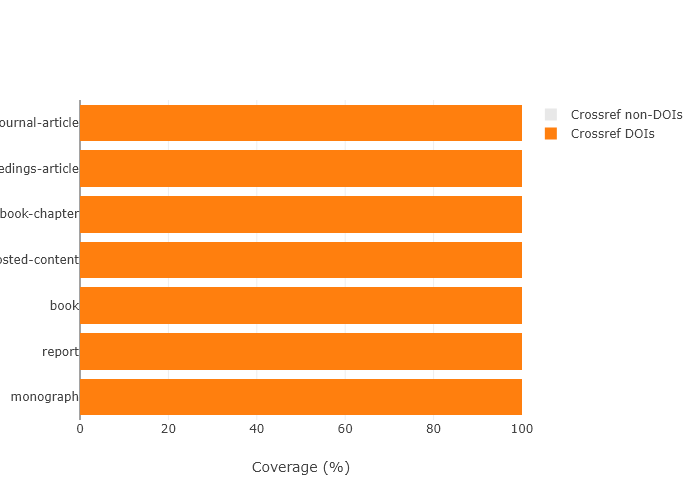 ournal-article
edings-article
book-chapter
osted-content
book
report
monograph
0 20 40 60 80 100
Coverage (%)
Crossref non-DOIs
Crossref DOIs